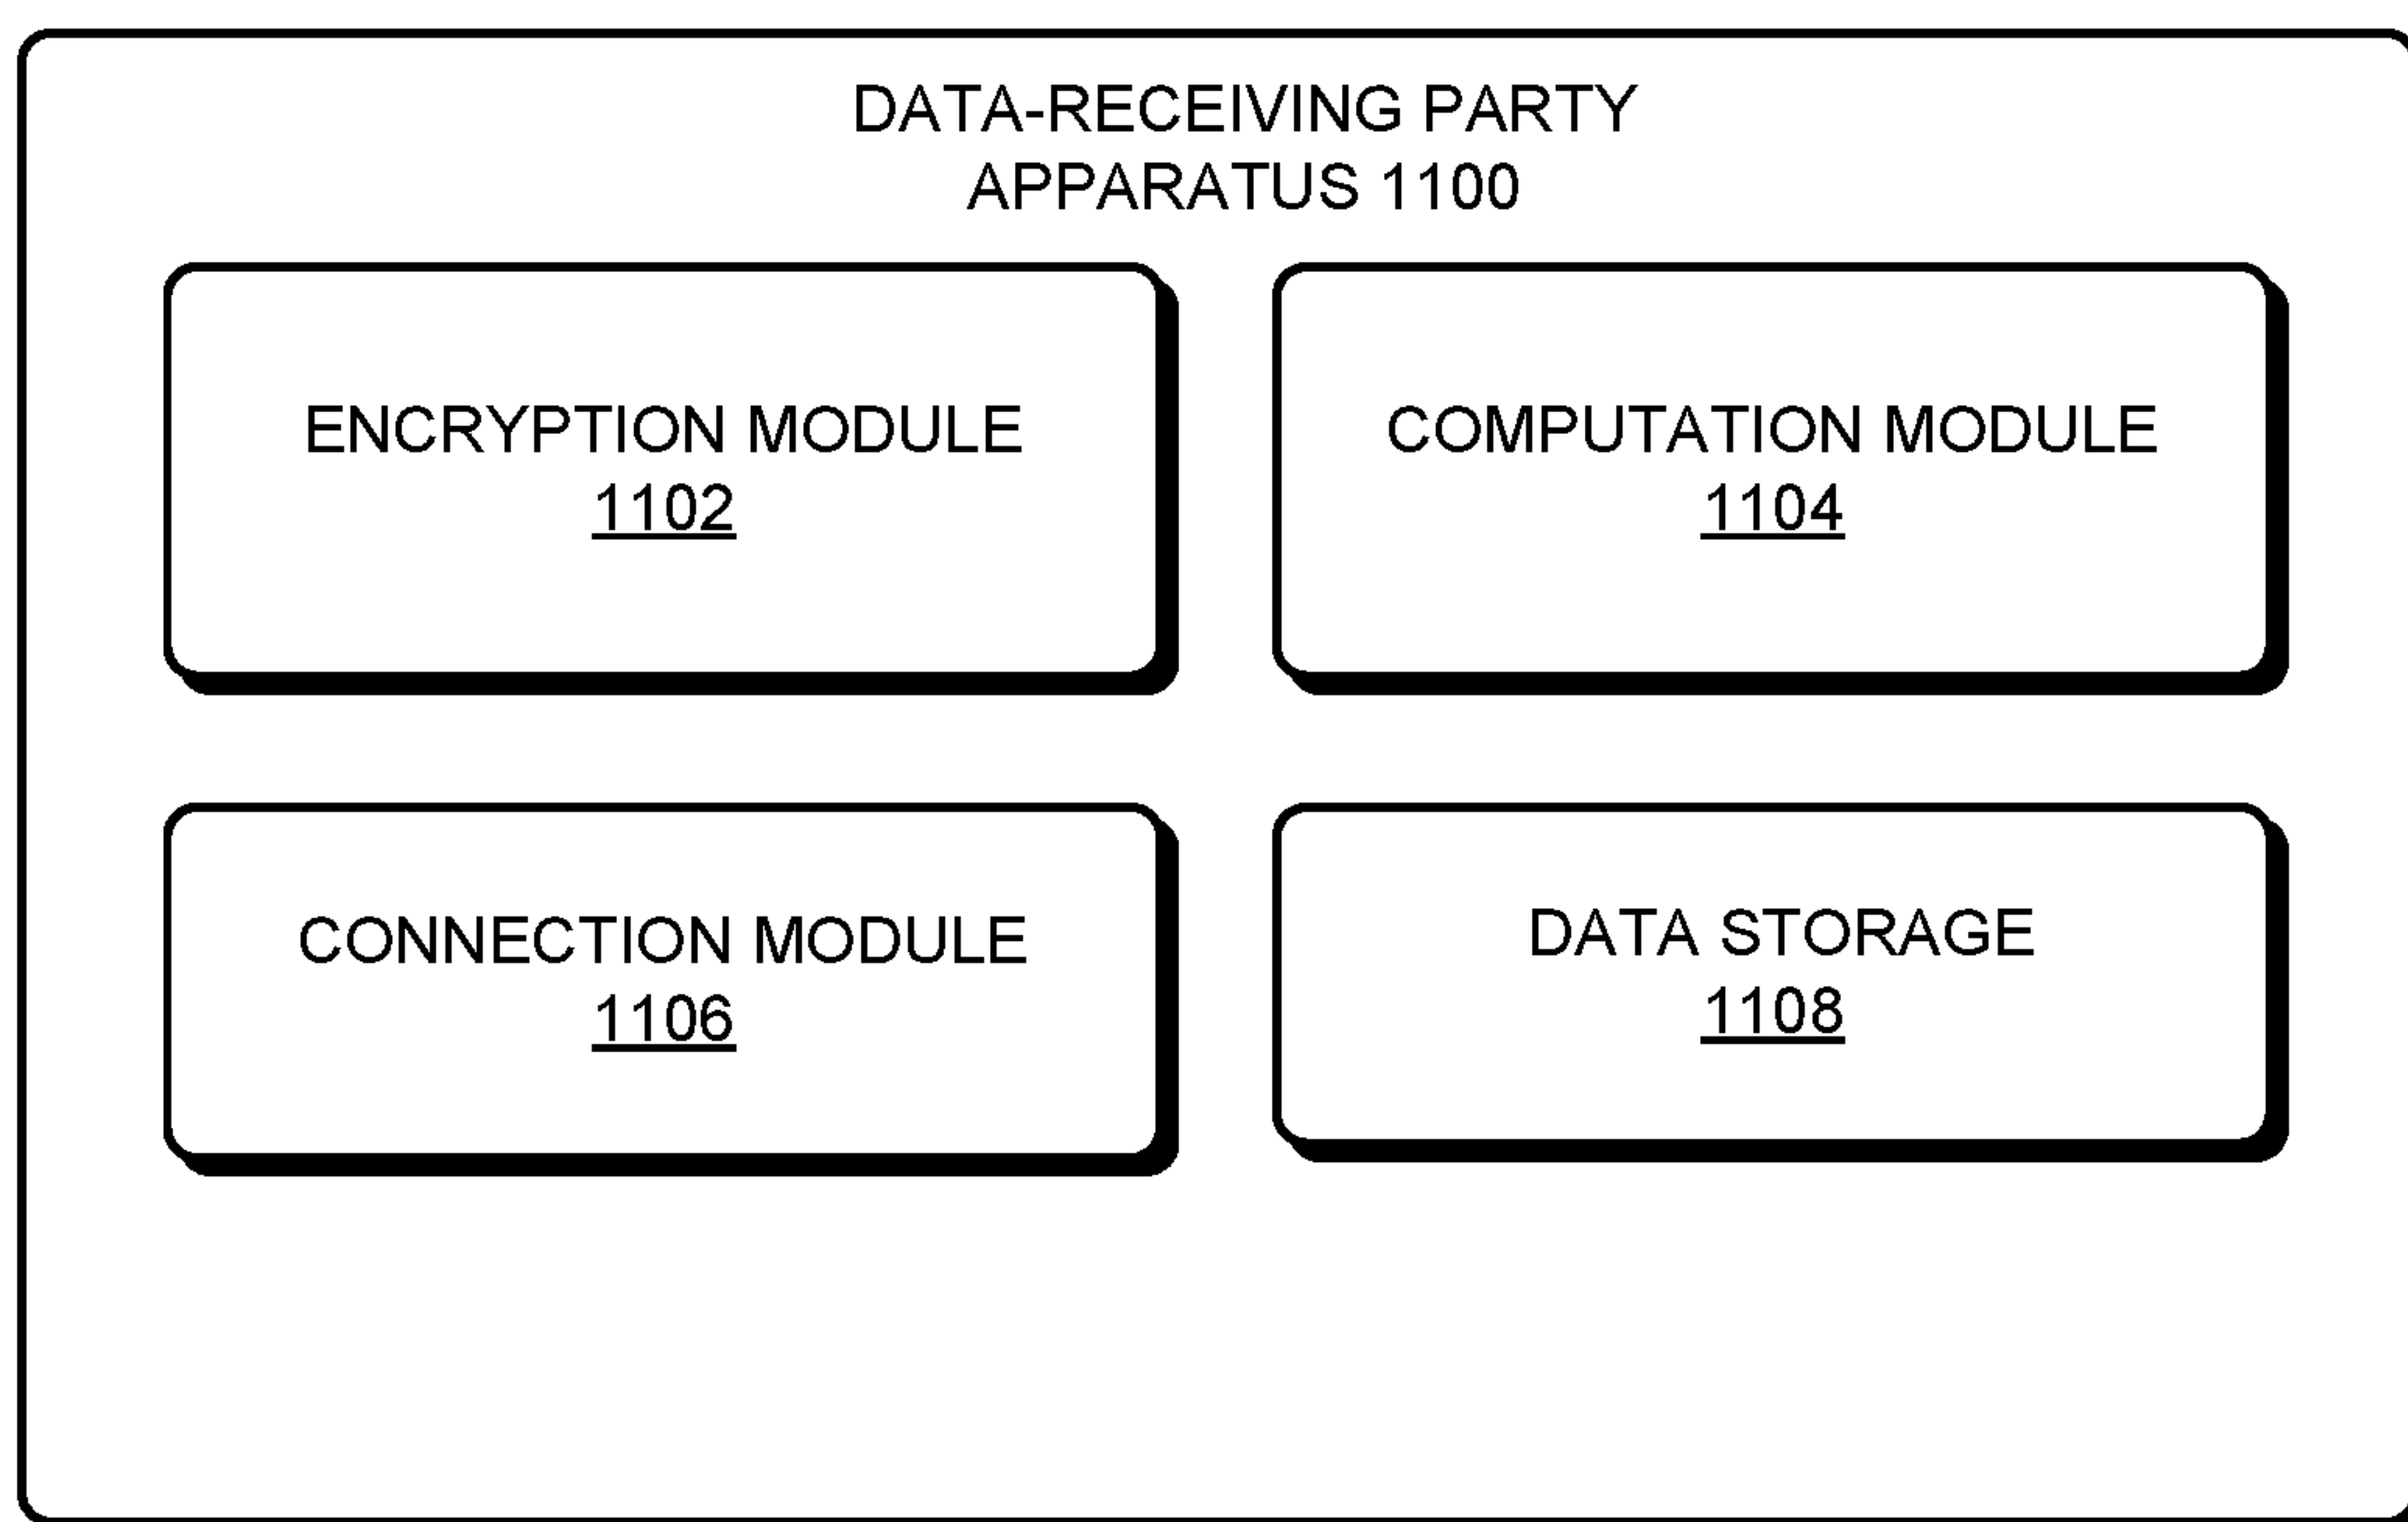 DATA-RECEIVING PARTY
APPARATUS 1100
ENCRYPTION MODULE
1102
COMPUTATION MODULE
1104
CONNECTION MODULE
1106
DATA STORAGE
1108